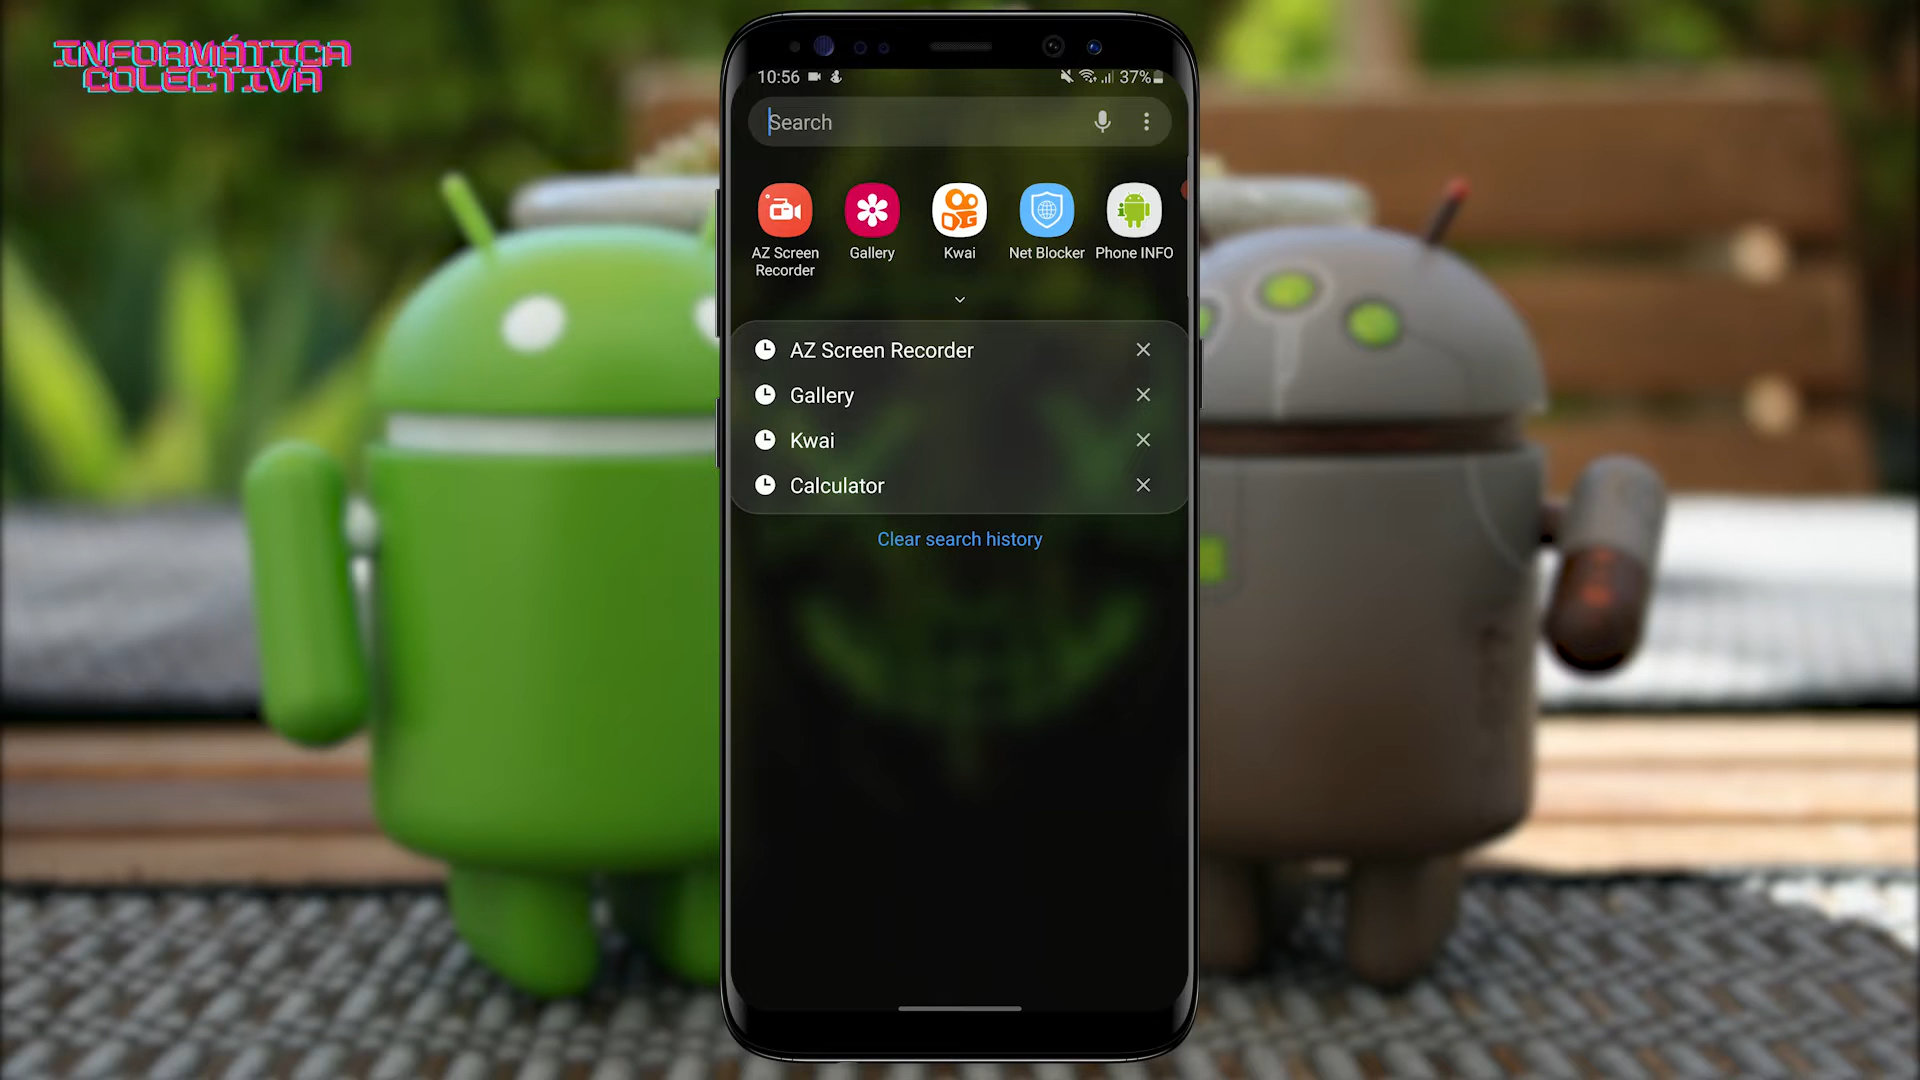 INFORMÁTICA
COLECTIVA
10:56
37%
Search
AZ Screen
Recorder
Gallery
Kwai
Net Blocker
Phone INFO
AZ Screen Recorder
Gallery
Kwai
Calculator
Clear search history